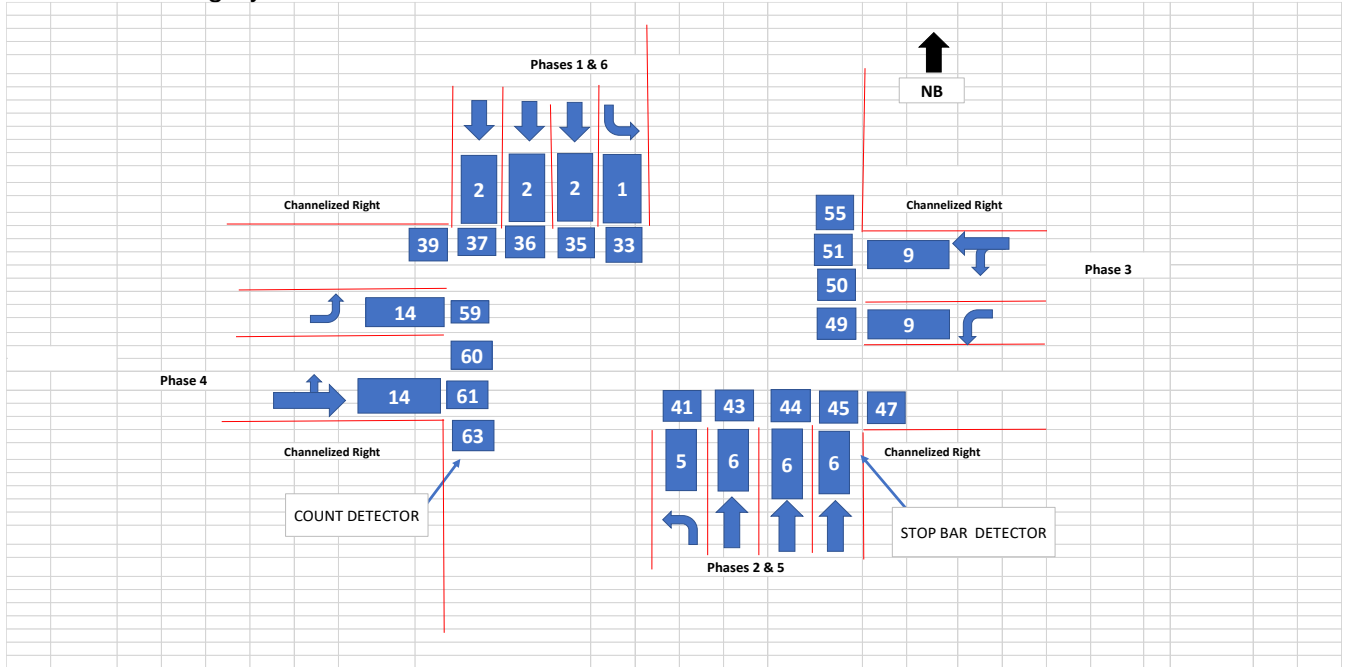 Phases 1 & 6
NB
2
2
2
1
Channelized Right
55
Channelized Right
39
37
36
35
33
51
9
Phase 3
50
14
59
49
9
60
Phase 4
14
61
41
43
44
45
47
63
5
6
6
6
Channelized Right
Channelized Right
COUNT DETECTOR
STOP BAR DETECTOR
Phases 2 & 5